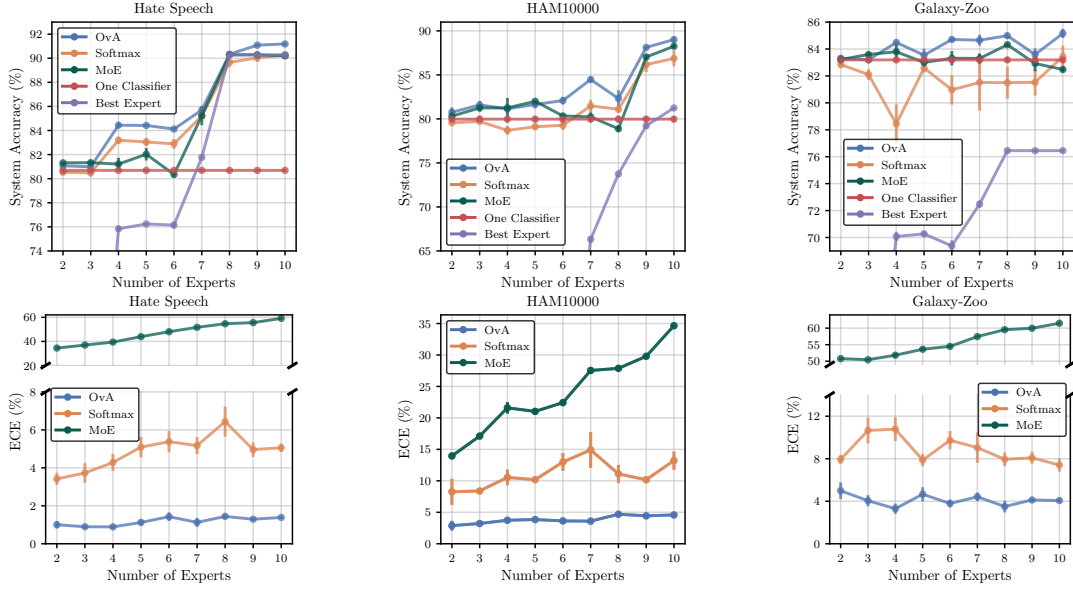 Hate Speech
System Accuracy (%)
92
90
88
86
84
82
80
78
76
74
OvA
Softmax
MoE
One Classifier
Best Expert
2 3 4 5 6 7 8 9 10
Number of Experts
HAM10000
System Accuracy (%)
90
85
80
75
70
65
OvA
Softmax
MoE
One Classifier
Best Expert
2 3 4 5 6 7 8 9 10
Number of Experts
Galaxy-Zoo
System Accuracy (%)
86
84
82
80
78
76
74
72
70
OvA
Softmax
MoE
One Classifier
Best Expert
2 3 4 5 6 7 8 9 10
Number of Experts
Hate Speech
ECE (%)
60
40
20
8
6
4
2
0
OvA
Softmax
MoE
2 3 4 5 6 7 8 9 10
Number of Experts
HAM10000
ECE (%)
35
30
25
20
15
10
5
0
OvA
Softmax
MoE
2 3 4 5 6 7 8 9 10
Number of Experts
Galaxy-Zoo
ECE (%)
60
55
50
12
8
4
0
OvA
Softmax
MoE
2 3 4 5 6 7 8 9 10
Number of Experts